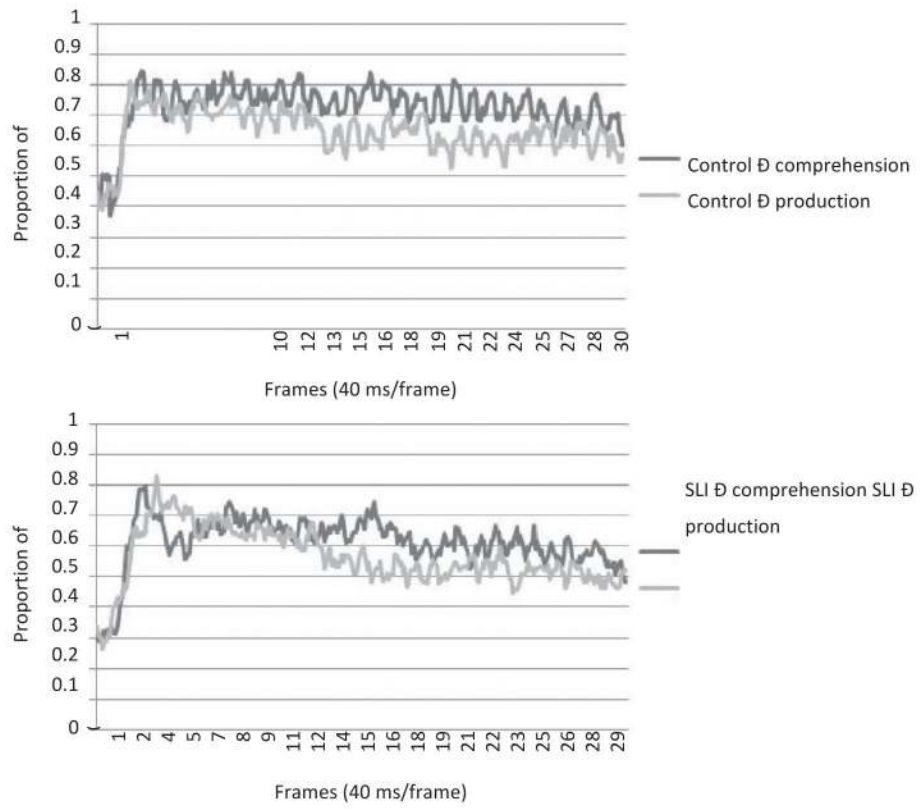 1
0.9
0.8
0.7
0.6
0.5
0.4
0.3
0.2
0.1
0
Proportion of
1 10 12 13 15 16 18 19 21 22 24 25 27 28 30
Frames (40 ms/frame)
Control Đ comprehension
Control Đ production
1
0.9
0.8
0.7
0.6
0.5
0.4
0.3
0.2
0.1
0
Proportion of
1 2 4 5 7 8 9 11 12 14 15 16 18 19 21 22 23 25 26 28 29
Frames (40 ms/frame)
SLI Đ comprehension SLI Đ
production